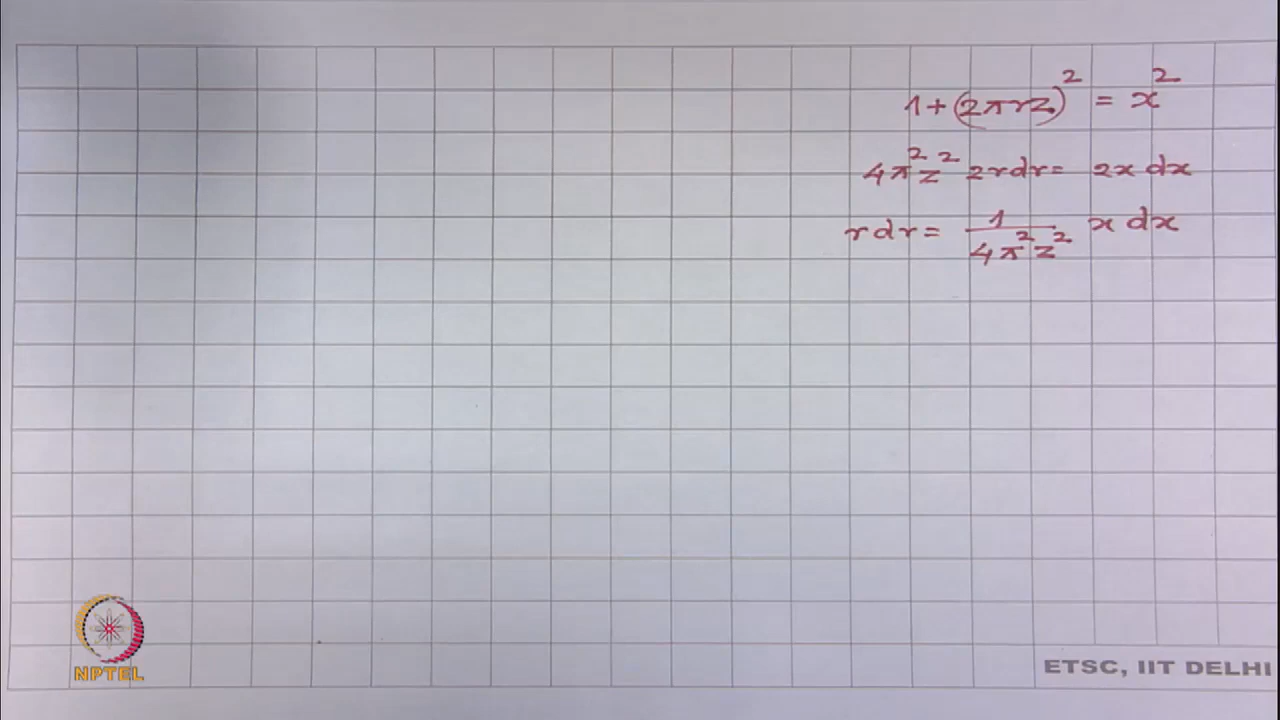 1 + (2πrz)² = x²
4π²z² 2rdr = 2x dx
rdr = 1/4π²z² x dx
NPTEL
ETSC, IIT DELHI